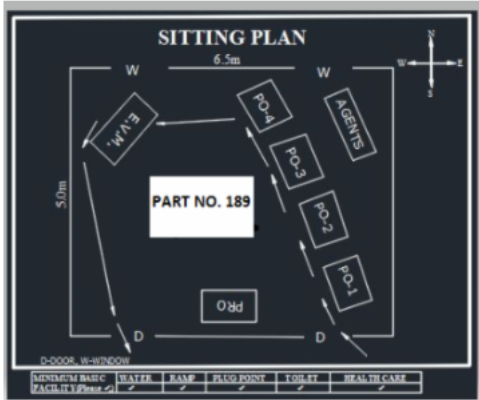 SITTING PLAN
N
W E
S
6.5m
W W
E.V.M.
PO-4
AGENTS
PO-3
5.0m
PART NO. 189
PO-2
PO-1
PRO
D D
D-DOOR, W-WINDOW
MINIMUM BASIC WATER RAMP PLUG POINT TOILET HEALTH CARE
FACILITY(Please ✓) ✓ ✓ ✓ ✓ ✓